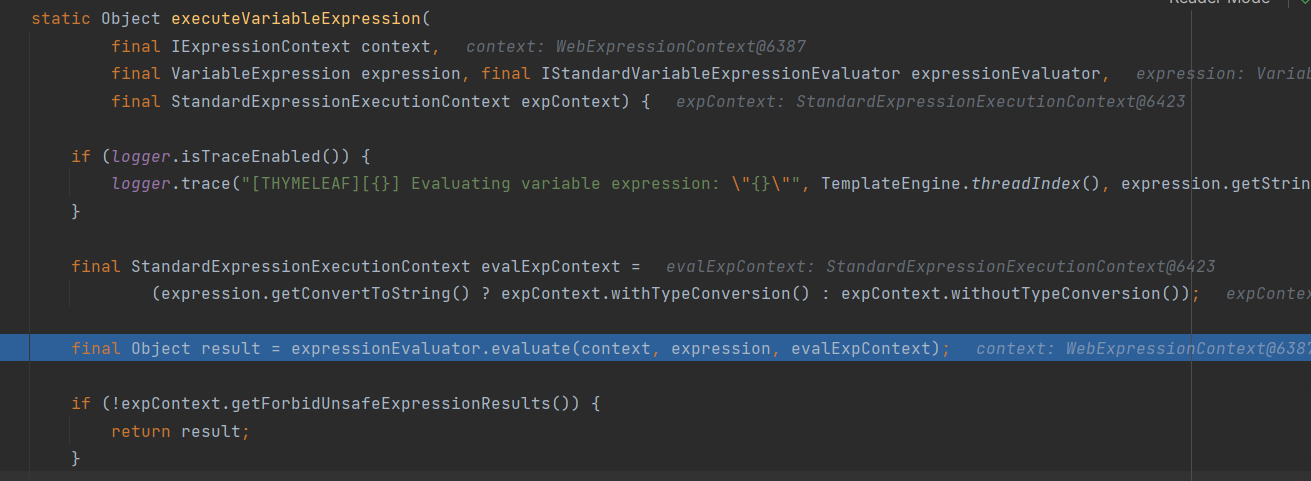 Reader Mode
static Object executeVariableExpression(
final IExpressionContext context, context: WebExpressionContext@6387
final VariableExpression expression, final IStandardVariableExpressionEvaluator expressionEvaluator, expression: Variab
final StandardExpressionExecutionContext expContext) { expContext: StandardExpressionExecutionContext@6423
if (logger.isTraceEnabled()) {
logger.trace("[THYMELEAF][{}] Evaluating variable expression: \"{}\"", TemplateEngine.threadIndex(), expression.getStrin
}
final StandardExpressionExecutionContext evalExpContext = evalExpContext: StandardExpressionExecutionContext@6423
(expression.getConvertToString() ? expContext.withTypeConversion() : expContext.withoutTypeConversion()); expContex
final Object result = expressionEvaluator.evaluate(context, expression, evalExpContext); context: WebExpressionContext@6387
if (!expContext.getForbidUnsafeExpressionResults()) {
return result;
}